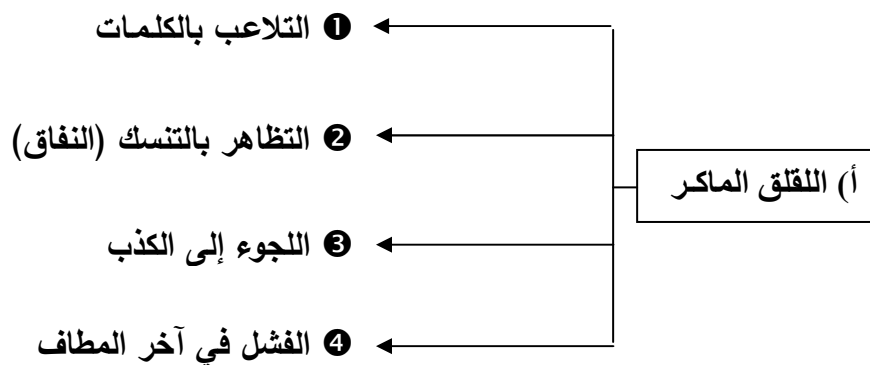 أ) اللقلق الماكر
❶ التلاعب بالكلمات
❷ التظاهر بالتنسك (النفاق)
❸ اللجوء إلى الكذب
❹ الفشل في آخر المطاف